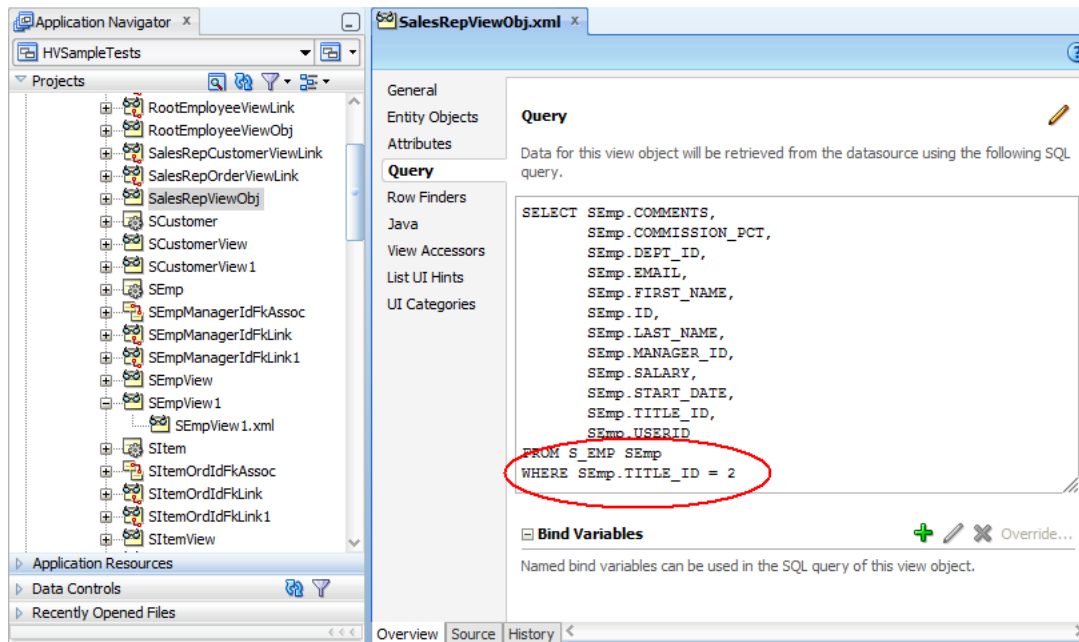 Application Navigator x
HVSampleTests
Projects
RootEmployeeViewLink
RootEmployeeViewObj
SalesRepCustomerViewLink
SalesRepOrderViewLink
SalesRepViewObj
SCustomer
SCustomerView
SCustomerView1
SEmp
SEmpManagerIdFkAssoc
SEmpManagerIdFkLink
SEmpManagerIdFkLink1
SEmpView
SEmpView1
SEmpView1.xml
SItem
SItemOrdIdFkAssoc
SItemOrdIdFkLink
SItemOrdIdFkLink1
SItemView
Application Resources
Data Controls
Recently Opened Files
SalesRepViewObj.xml x
General
Entity Objects
Attributes
Query
Row Finders
Java
View Accessors
List UI Hints
UI Categories
Query
Data for this view object will be retrieved from the datasource using the following SQL
query.
SELECT SEmp.COMMENTS,
SEmp.COMMISSION_PCT,
SEmp.DEPT_ID,
SEmp.EMAIL,
SEmp.FIRST_NAME,
SEmp.ID,
SEmp.LAST_NAME,
SEmp.MANAGER_ID,
SEmp.SALARY,
SEmp.START_DATE,
SEmp.TITLE_ID,
SEmp.USERID
FROM S_EMP SEmp
WHERE SEmp.TITLE_ID = 2
Bind Variables
Override...
Named bind variables can be used in the SQL query of this view object.
Overview Source History